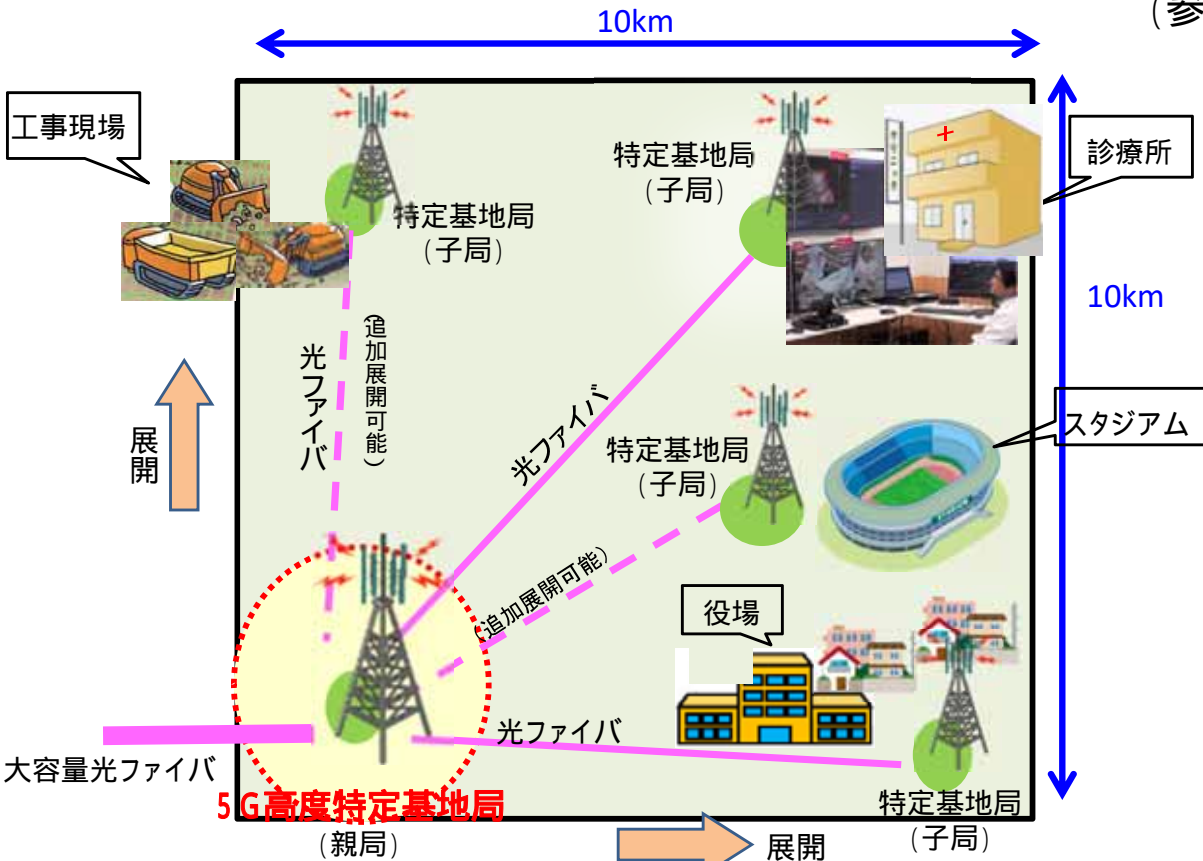 (参
10km
工事現場
特定基地局
(子局)
診療所
特定基地局
(子局)
10km
光ファイバ
(追加展開可能)
光ファイバ
展開
スタジアム
特定基地局
(子局)
(追加展開可能)
役場
光ファイバ
大容量光ファイバ
5G高度特定基地局
(親局)
特定基地局
(子局)
展開